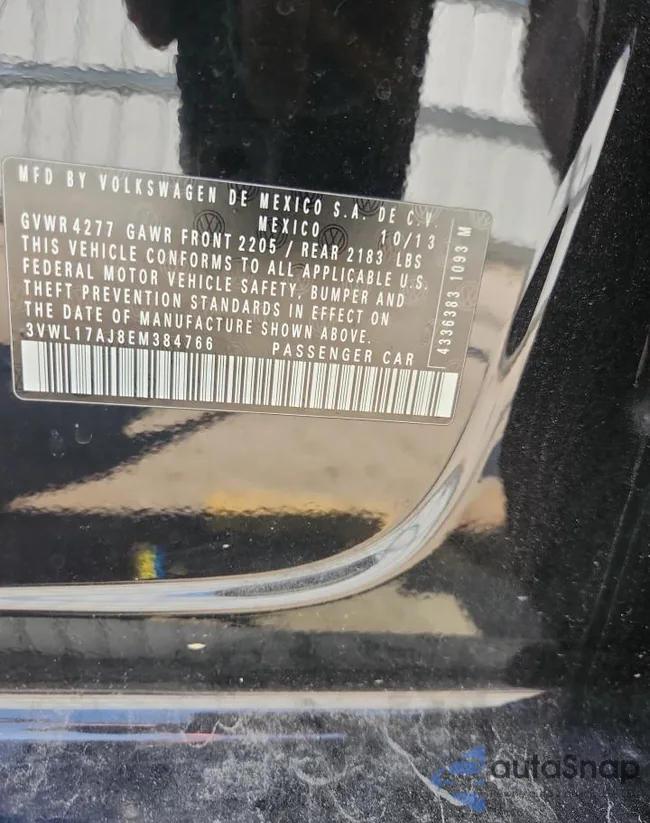 MFD BY VOLKSWAGEN DE MEXICO S.A. DE C.V.
MEXICO 10/13
GVWR 4277 GAWR FRONT 2205 / REAR 2183 LBS
THIS VEHICLE CONFORMS TO ALL APPLICABLE U.S.
FEDERAL MOTOR VEHICLE SAFETY, BUMPER AND
THEFT PREVENTION STANDARDS IN EFFECT ON
THE DATE OF MANUFACTURE SHOWN ABOVE.
3VWL17AJ8EM384766 PASSENGER CAR
4336383 1093 M
autoSnap